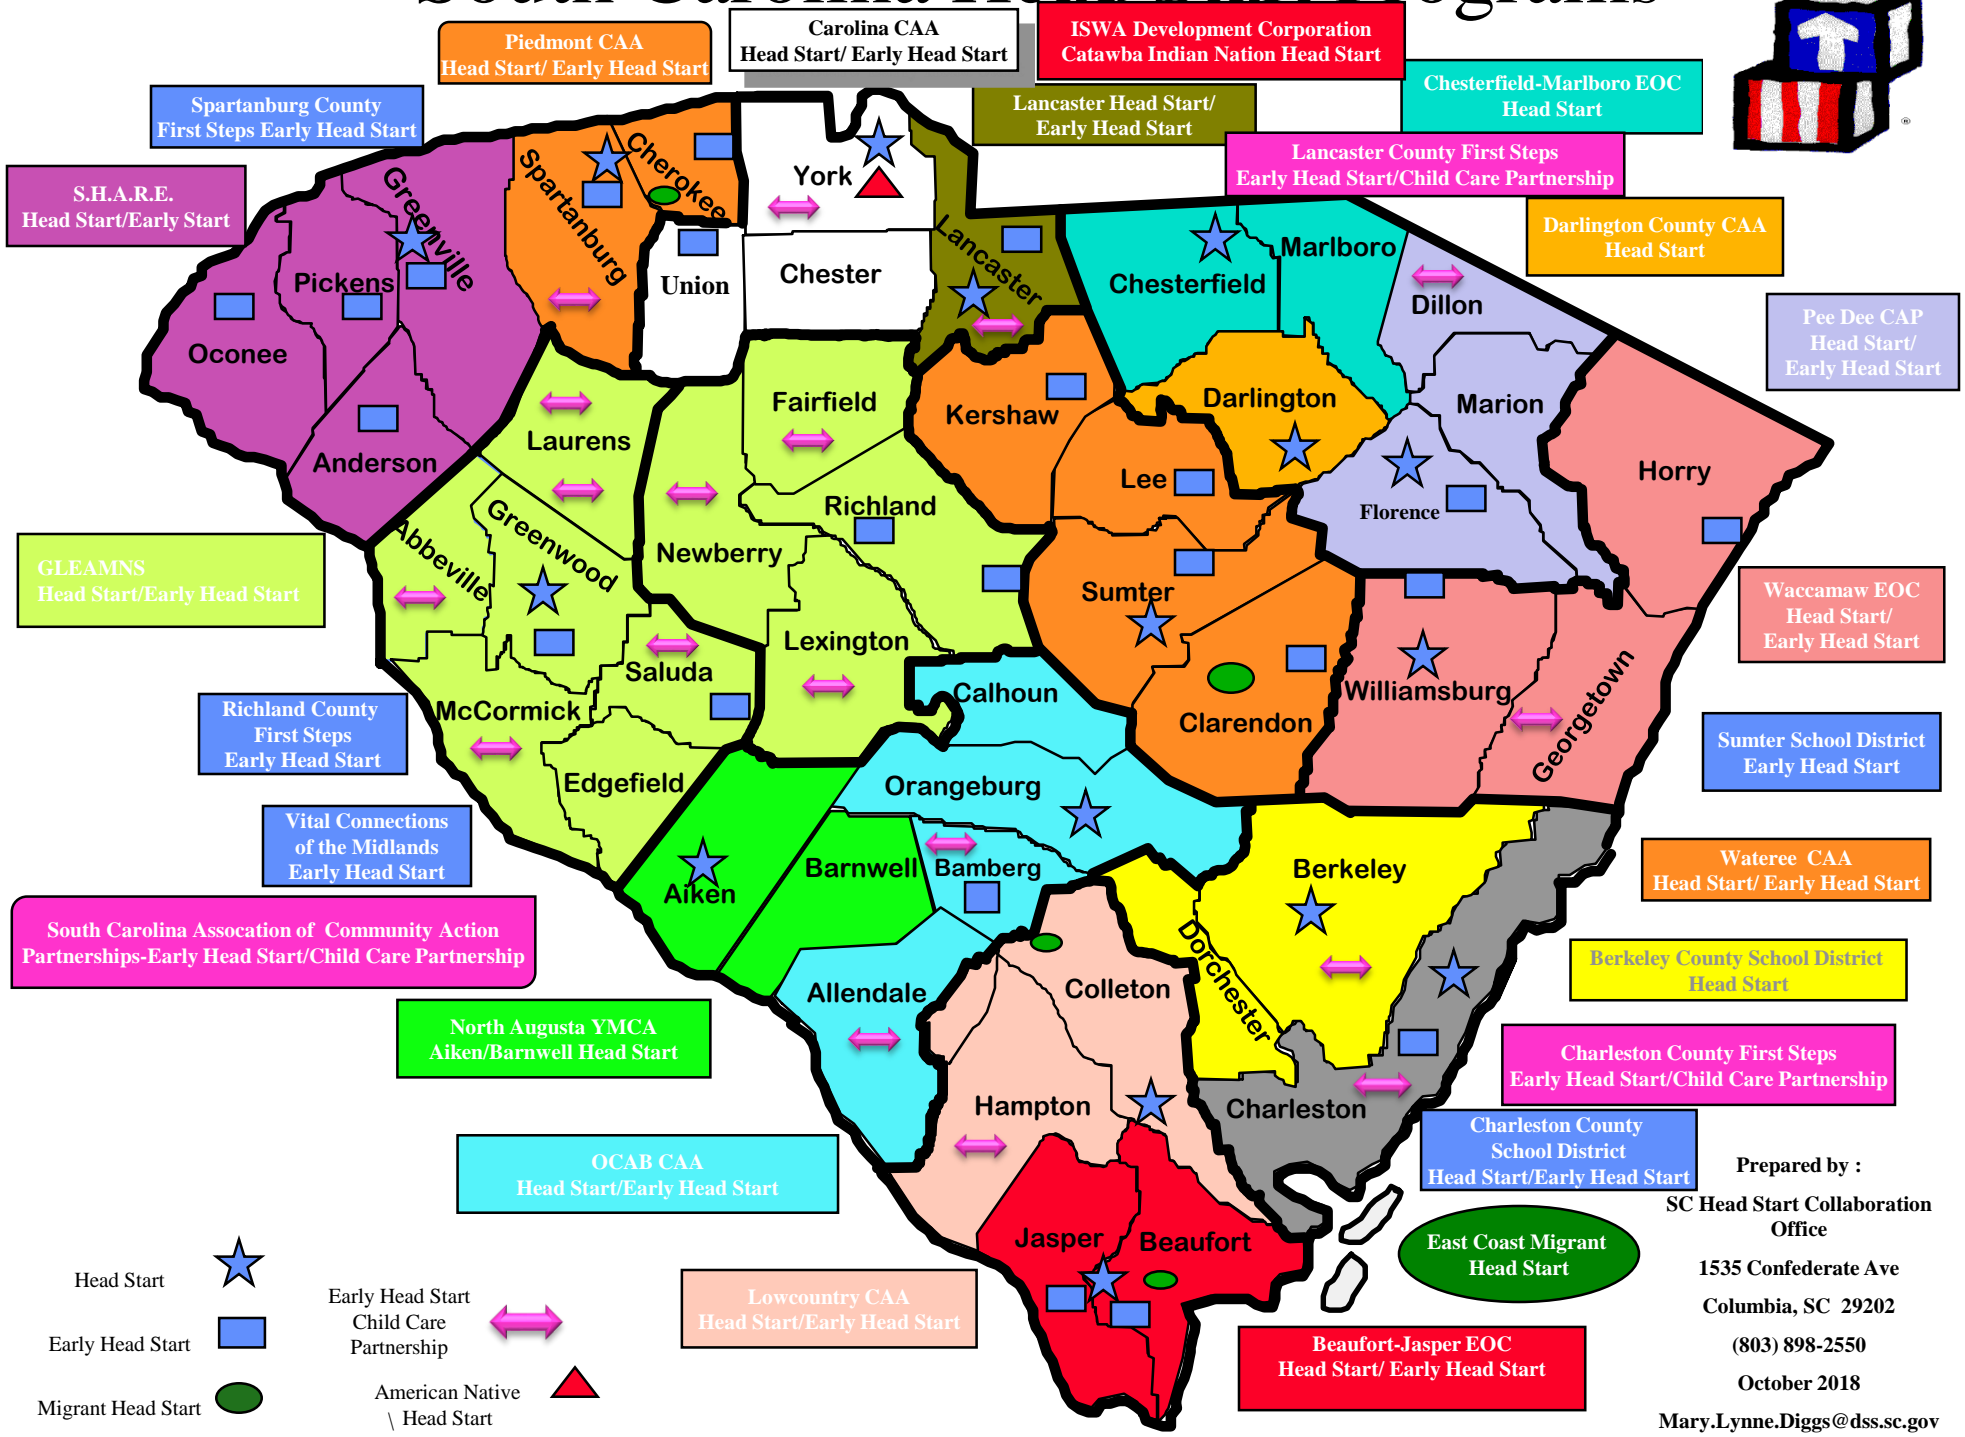 South Carolina Head Start Programs
Piedmont CAA
Head Start/ Early Head Start
Carolina CAA
Head Start/ Early Head Start
ISWA Development Corporation
Catawba Indian Nation Head Start
Spartanburg County
First Steps Early Head Start
Lancaster Head Start/
Early Head Start
Chesterfield-Marlboro EOC
Head Start
®
Lancaster County First Steps
Early Head Start/Child Care Partnership
S.H.A.R.E.
Head Start/Early Start
Darlington County CAA
Head Start
Pee Dee CAP
Head Start/
Early Head Start
Greenville
Spartanburg
Cherokee
York
Pickens
Oconee
Anderson
Union
Chester
Lancaster
Chesterfield
Marlboro
Dillon
Laurens
Fairfield
Kershaw
Darlington
Marion
Horry
Lee
Richland
Florence
Newberry
Greenwood
Abbeville
Sumter
GLEAMNS
Head Start/Early Head Start
Waccamaw EOC
Head Start/
Early Head Start
Lexington
Saluda
Calhoun
Williamsburg
Georgetown
McCormick
Clarendon
Edgefield
Orangeburg
Richland County
First Steps
Early Head Start
Sumter School District
Early Head Start
Vital Connections
of the Midlands
Early Head Start
Wateree CAA
Head Start/ Early Head Start
Aiken
Barnwell
Bamberg
Berkeley
Dorchester
South Carolina Assocation of Community Action
Partnerships-Early Head Start/Child Care Partnership
Berkeley County School District
Head Start
Allendale
Colleton
North Augusta YMCA
Aiken/Barnwell Head Start
Charleston County First Steps
Early Head Start/Child Care Partnership
Hampton
Charleston
Charleston County
School District
Head Start/Early Head Start
OCAB CAA
Head Start/Early Head Start
Jasper
Beaufort
East Coast Migrant
Head Start
Lowcountry CAA
Head Start/Early Head Start
Beaufort-Jasper EOC
Head Start/ Early Head Start
Head Start
Early Head Start
Migrant Head Start
Early Head Start
Child Care
Partnership
American Native
\ Head Start
Prepared by :
SC Head Start Collaboration
Office
1535 Confederate Ave
Columbia, SC 29202
(803) 898-2550
October 2018
Mary.Lynne.Diggs@dss.sc.gov